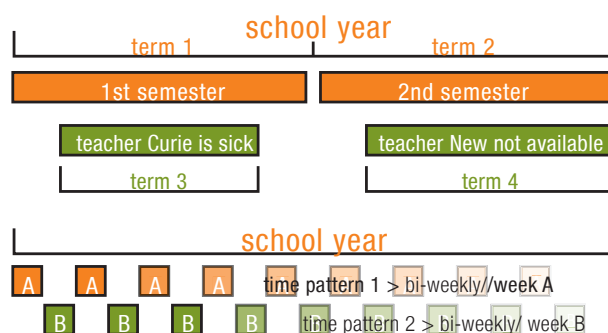 school year
term 1 term 2
1st semester 2nd semester
teacher Curie is sick teacher New not available
term 3 term 4
school year
A A A A A time pattern 1 > bi-weekly//week A
B B B B B time pattern 2 > bi-weekly/ week B